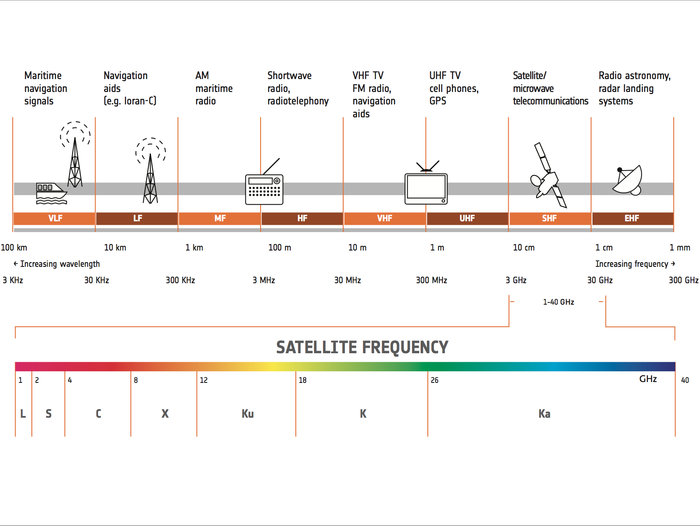 Maritime
navigation
signals
Navigation
aids
(e.g. loran-C)
AM
maritime
radio
Shortwave
radio,
radiotelephony
VHF TV
FM radio,
navigation
aids
UHF TV
cell phones,
GPS
Satellite/
microwave
telecommunications
Radio astronomy,
radar landing
systems
VLF LF MF HF VHF UHF SHF EHF
100 km 10 km 1 km 100 m 10 m 1 m 10 cm 1 cm 1 mm
← Increasing wavelength Increasing frequency →
3 KHz 30 KHz 300 KHz 3 MHz 30 MHz 300 MHz 3 GHz 30 GHz 300 GHz
1-40 GHz
SATELLITE FREQUENCY
1 2 4 8 12 18 26 GHz 40
L S C X Ku K Ka